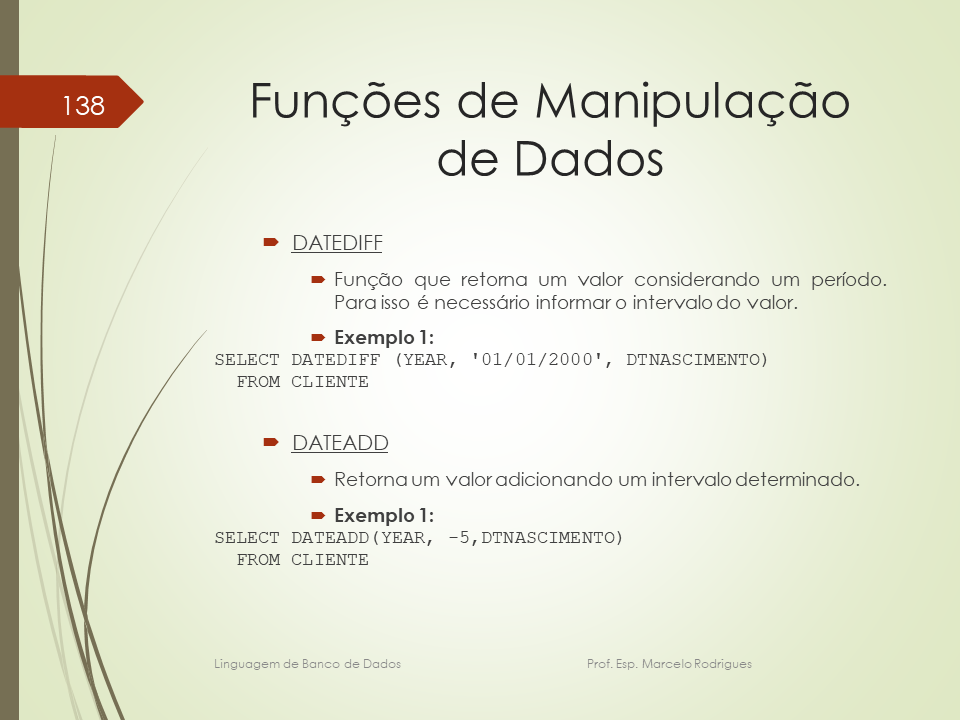 138
Funções de Manipulação
de Dados
DATEDIFF
Função que retorna um valor considerando um período.
Para isso é necessário informar o intervalo do valor.
Exemplo 1:
SELECT DATEDIFF (YEAR, '01/01/2000', DTNASCIMENTO)
FROM CLIENTE
DATEADD
Retorna um valor adicionando um intervalo determinado.
Exemplo 1:
SELECT DATEADD(YEAR, -5,DTNASCIMENTO)
FROM CLIENTE
Linguagem de Banco de Dados Prof. Esp. Marcelo Rodrigues